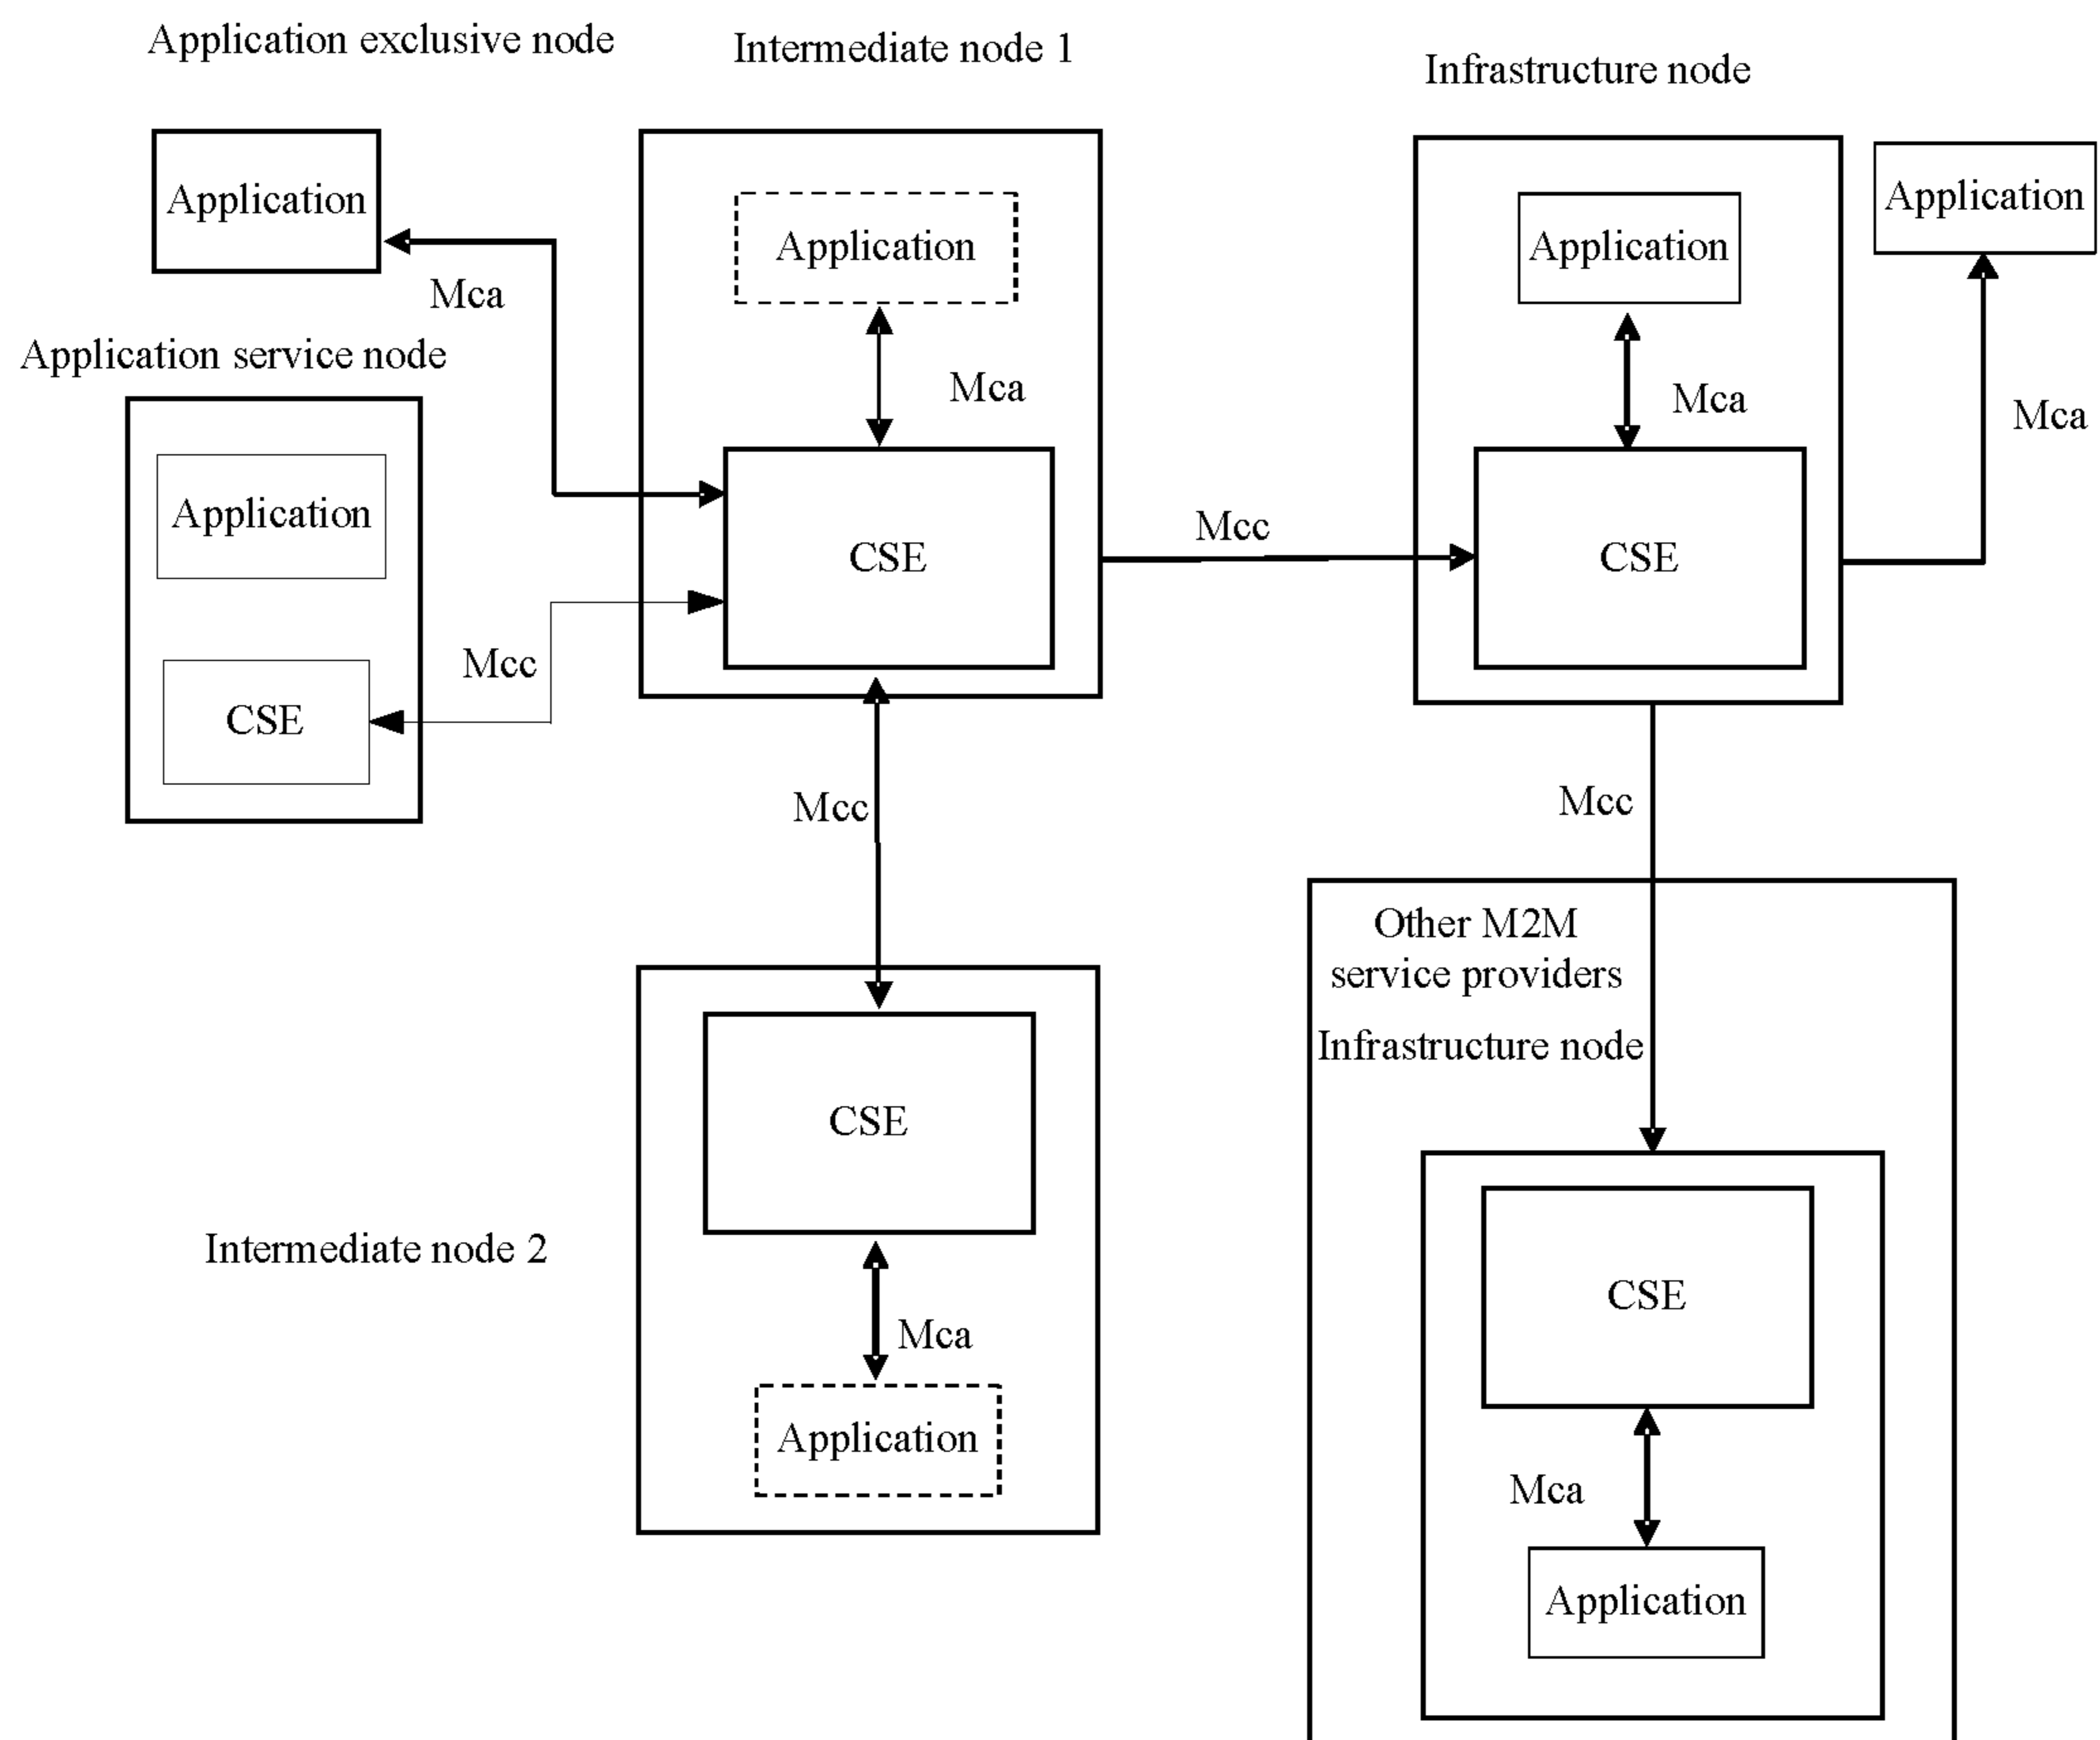 Application exclusive node
Intermediate node 1
Infrastructure node
Application
Application
Application
Application
Mca
Mca
Mca
Mca
Application service node
Application
CSE
Mcc
CSE
Mcc
CSE
Mcc
Mcc
Other M2M
service providers
Infrastructure node
CSE
Intermediate node 2
Mca
Application
CSE
Mca
Application